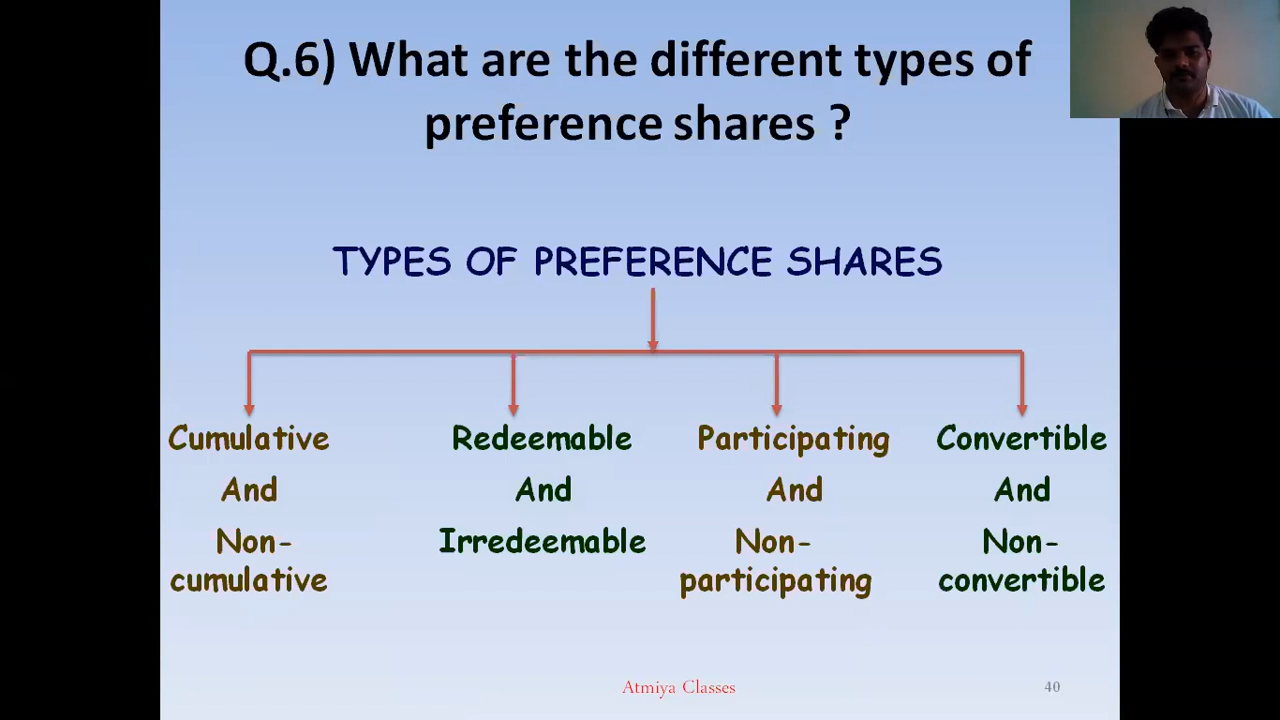 Q.6) What are the different types of
preference shares ?
TYPES OF PREFERENCE SHARES
Cumulative
And
Non-
cumulative
Redeemable
And
Irredeemable
Participating
And
Non-
participating
Convertible
And
Non-
convertible
Atmiya Classes
40